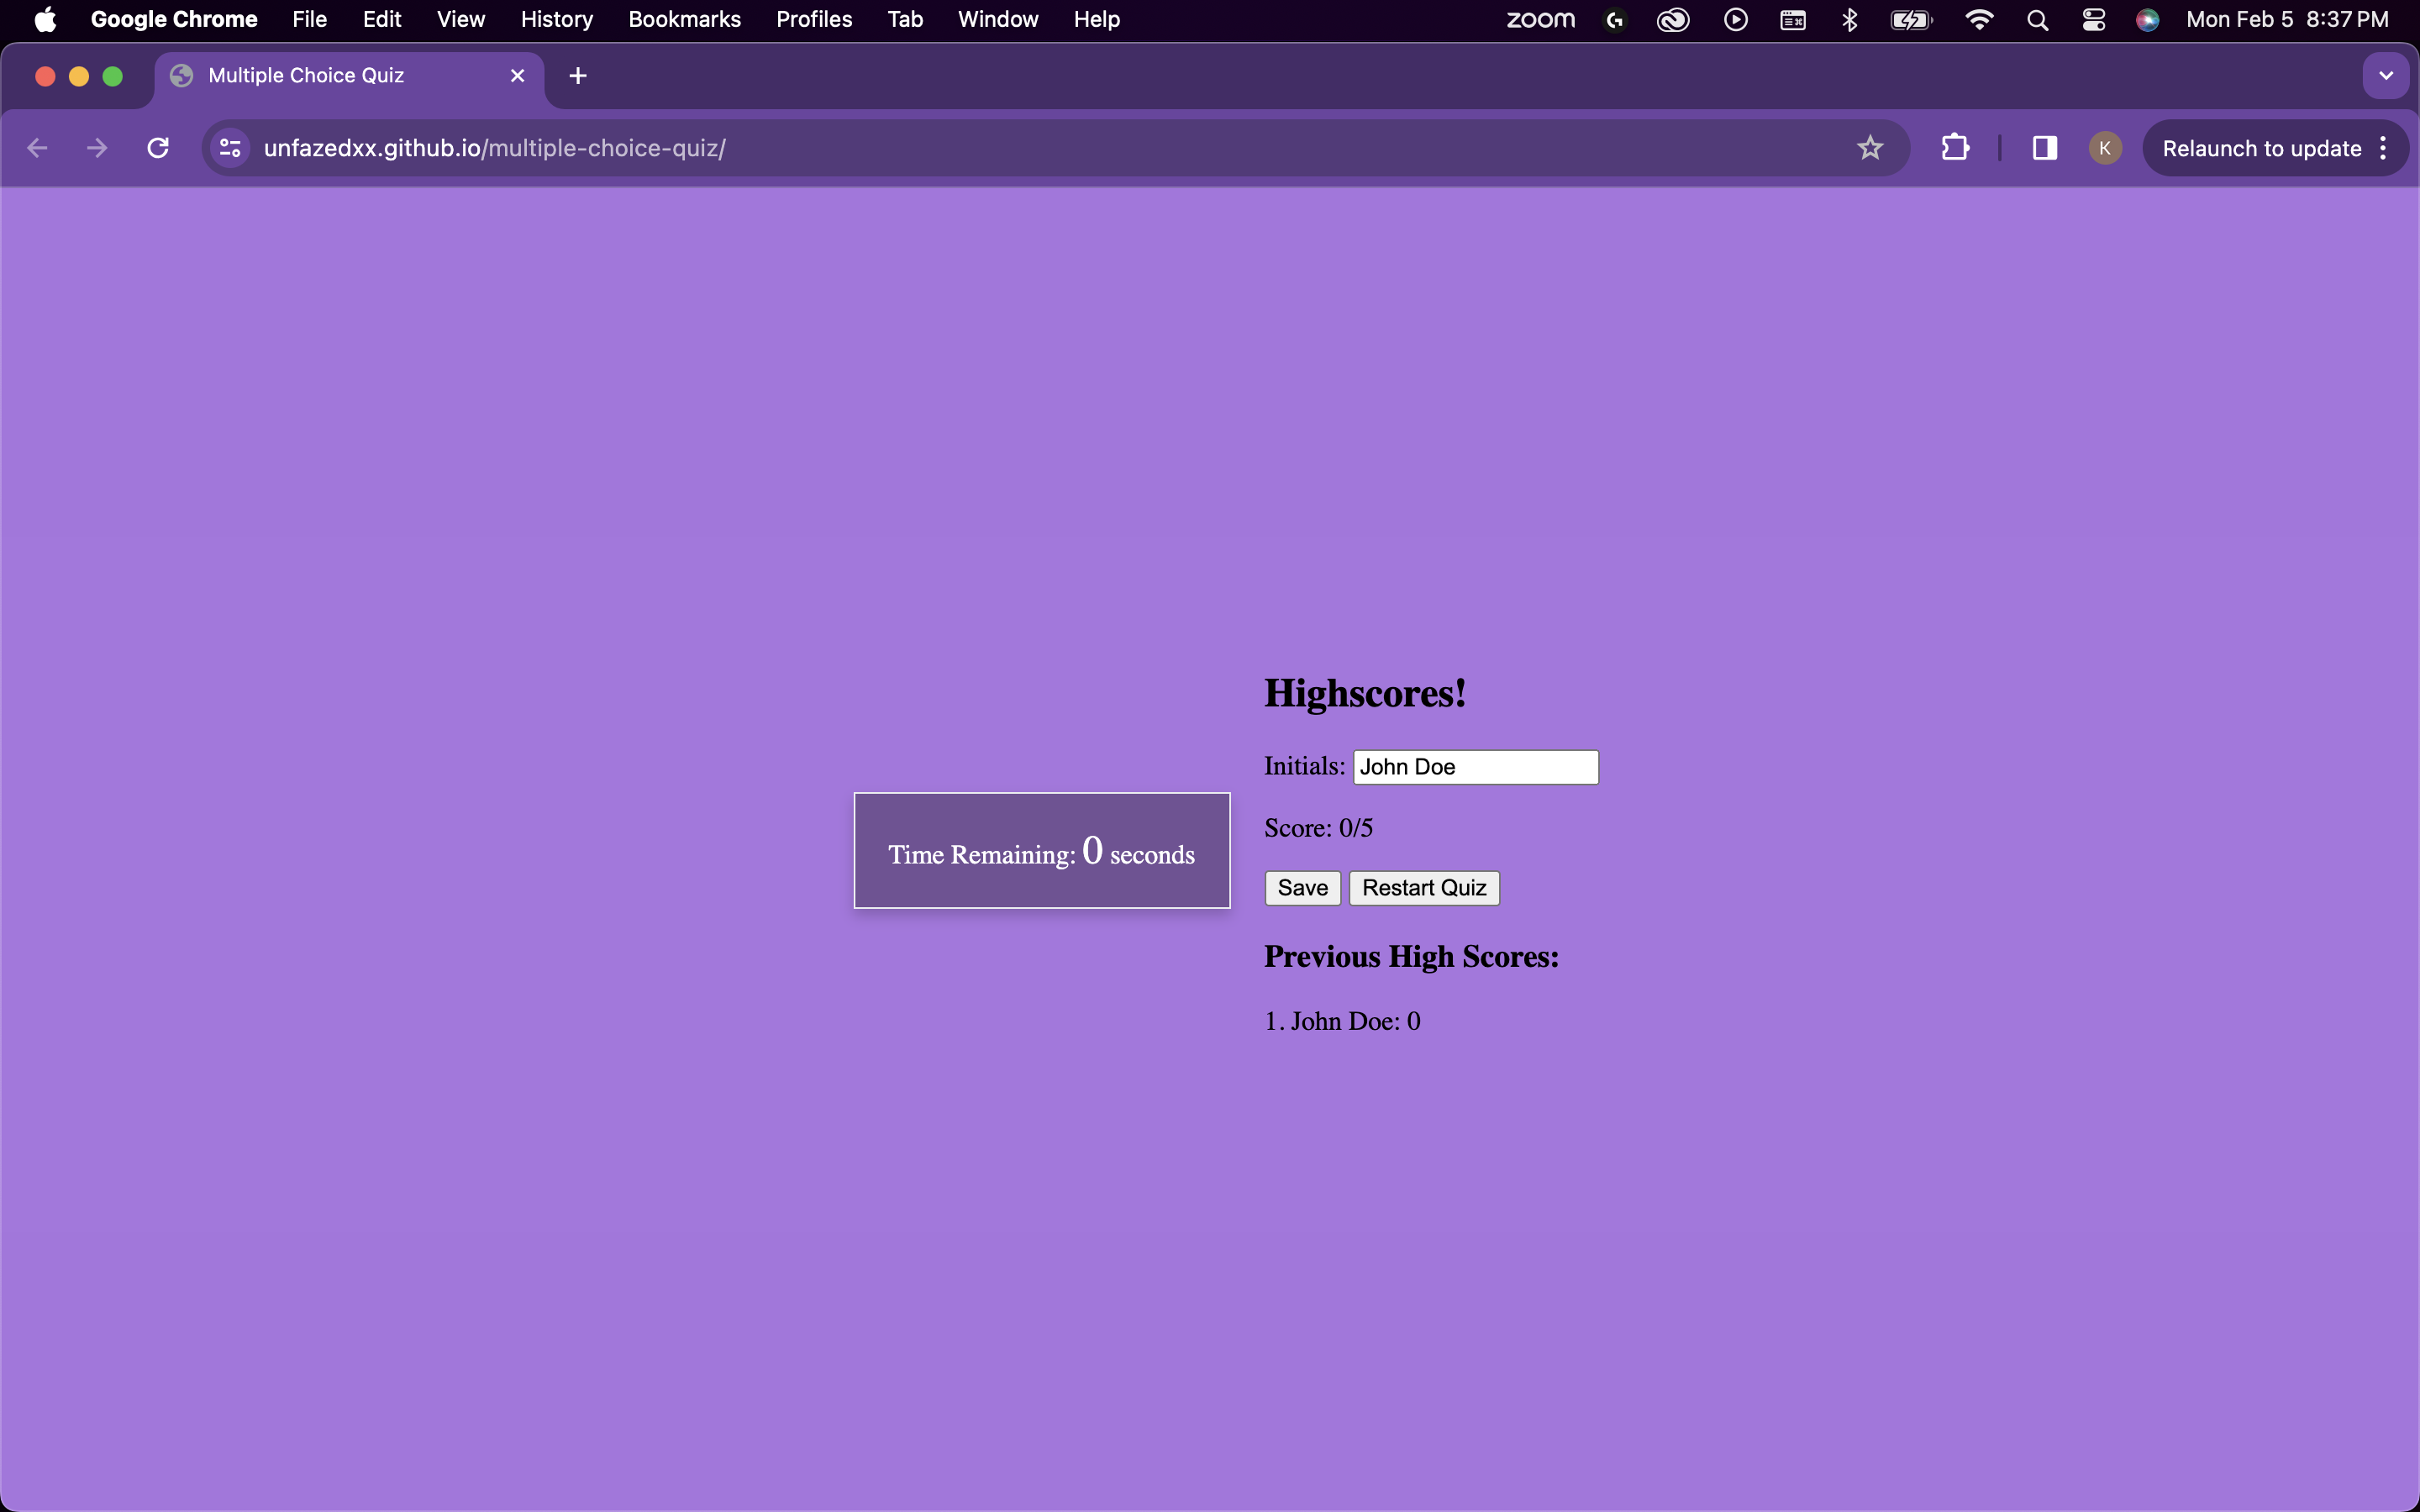 Google Chrome File Edit View History Bookmarks Profiles Tab Window Help zoom Mon Feb 5 8:37 PM
Multiple Choice Quiz
unfazedxx.github.io/multiple-choice-quiz/ K Relaunch to update
Highscores!
Initials: John Doe
Score: 0/5
Time Remaining: 0 seconds
Save Restart Quiz
Previous High Scores:
1. John Doe: 0